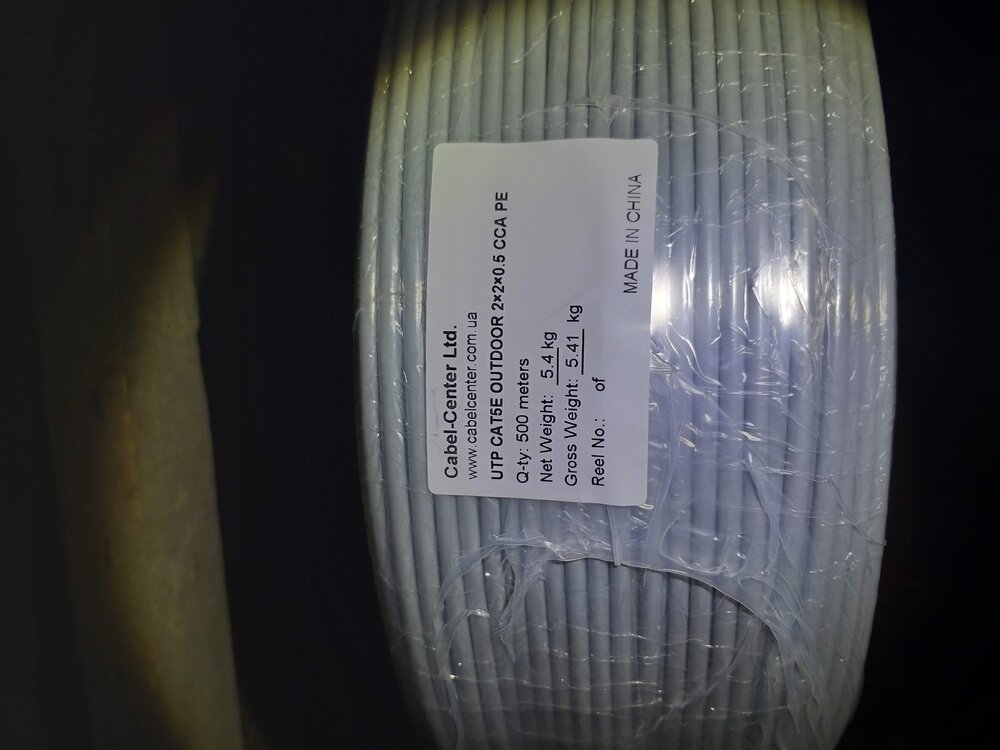 Cabel-Center Ltd.
www.cabelcenter.com.ua
UTP CAT5E OUTDOOR 2×2×0.5 CCA PE
Q-ty: 500 meters
Net Weight: 5.4 kg
Gross Weight: 5.41 kg
Reel No.: of
MADE IN CHINA